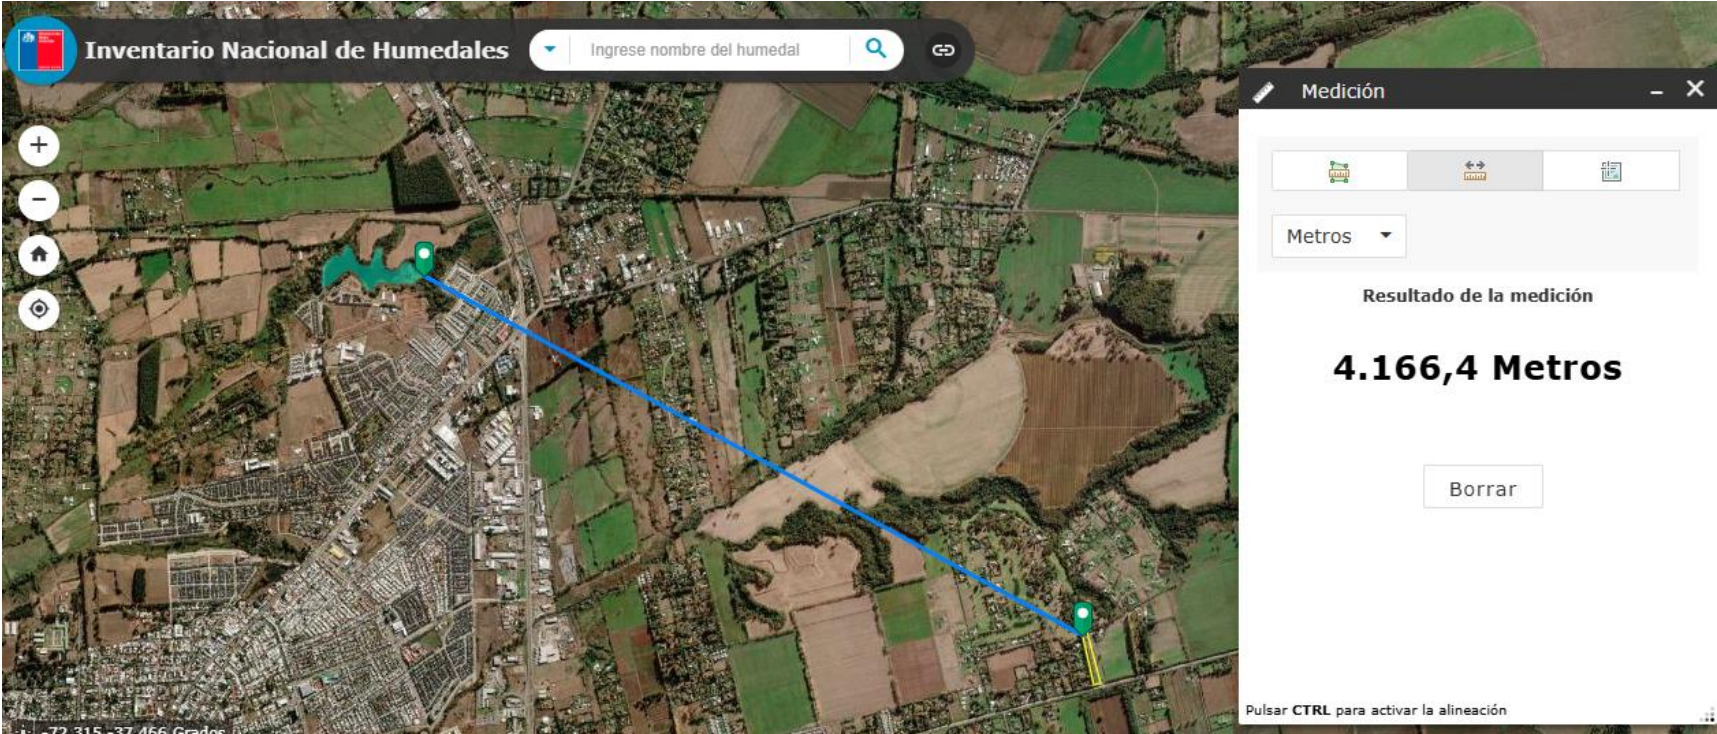 Inventario Nacional de Humedales
Ingrese nombre del humedal
Medición
Metros
Resultado de la medición
4.166,4 Metros
Borrar
Pulsar CTRL para activar la alineación
-72.315 -37.466 Grados